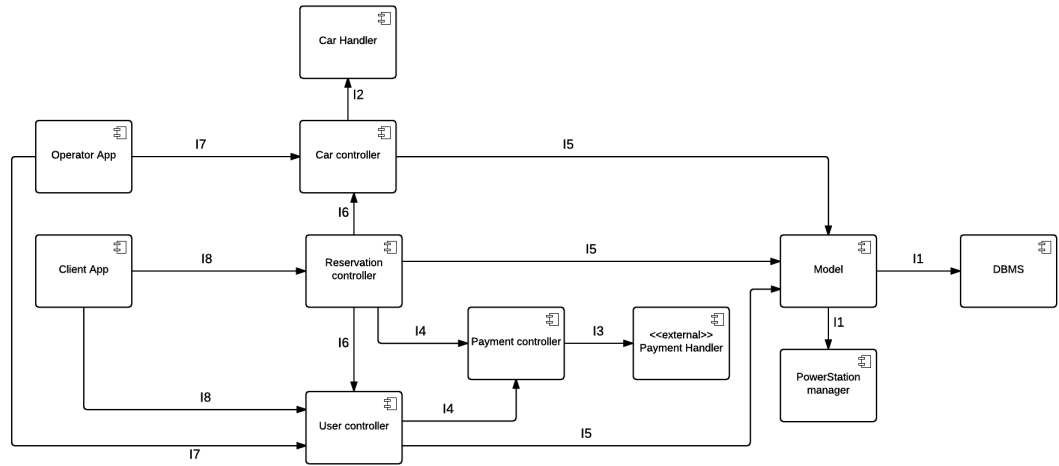 Car Handler
I2
Operator App
I7
Car controller
I5
I6
Client App
I8
Reservation
controller
I5
Model
I1
DBMS
I6
I4
Payment controller
I3
<<external>>
Payment Handler
I1
PowerStation
manager
I8
User controller
I4
I5
I7